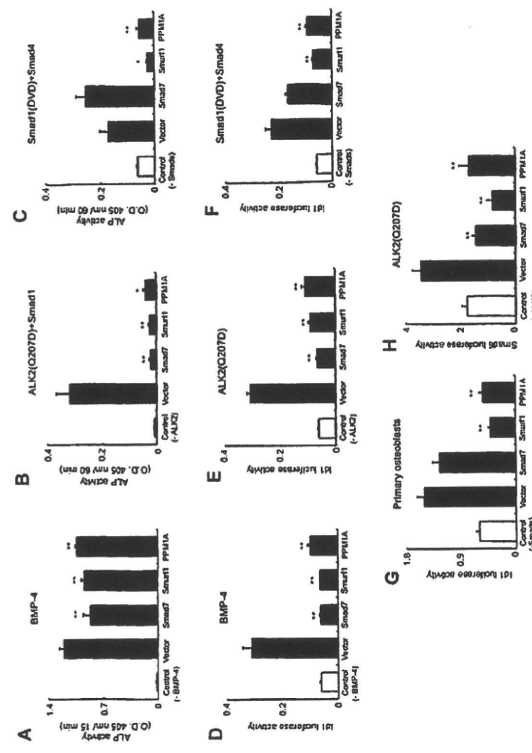 A
BMP-4
ALP activity
(O.D. 405 nm/ 15 min)
1.4
0.7
0
Control
(- BMP-4)
Vector
Smad7
Smurf1
PPM1A
**
**
**
B
ALK2(Q207D)+Smad1
ALP activity
(O.D. 405 nm/ 60 min)
0.4
0.2
0
Control
(- ALK2)
Vector
Smad7
Smurf1
PPM1A
**
**
*
C
Smad1(DVD)+Smad4
ALP activity
(O.D. 405 nm/ 60 min)
0.4
0.2
0
Control
(- Smads)
Vector
Smad7
Smurf1
PPM1A
*
**
D
BMP-4
Id1 luciferase activity
0.4
0.2
0
Control
(- BMP-4)
Vector
Smad7
Smurf1
PPM1A
**
**
**
E
ALK2(Q207D)
Id1 luciferase activity
0.4
0.2
0
Control
(- ALK2)
Vector
Smad7
Smurf1
PPM1A
**
**
**
F
Smad1(DVD)+Smad4
Id1 luciferase activity
0.4
0.2
0
Control
(- Smads)
Vector
Smad7
Smurf1
PPM1A
**
**
G
Primary osteoblasts
Id1 luciferase activity
1.8
0.9
0
Control
(- Smads)
Vector
Smad7
Smurf1
PPM1A
**
**
H
ALK2(Q207D)
Smad6 luciferase activity
4
2
0
Control
Vector
Smad7
Smurf1
PPM1A
**
**
**